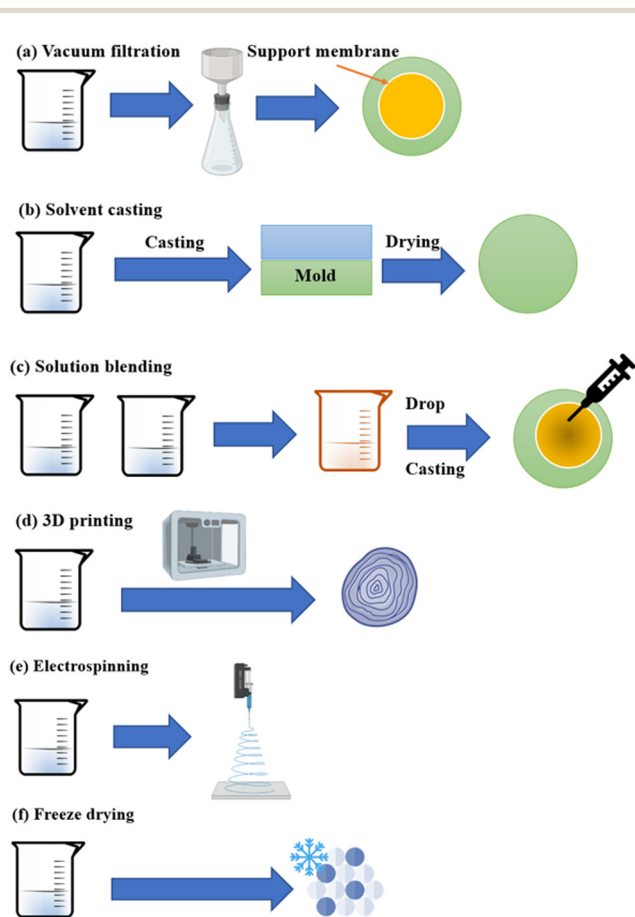 (a) Vacuum filtration
Support membrane
(b) Solvent casting
Casting
Mold
Drying
(c) Solution blending
Drop
Casting
(d) 3D printing
(e) Electrospinning
(f) Freeze drying